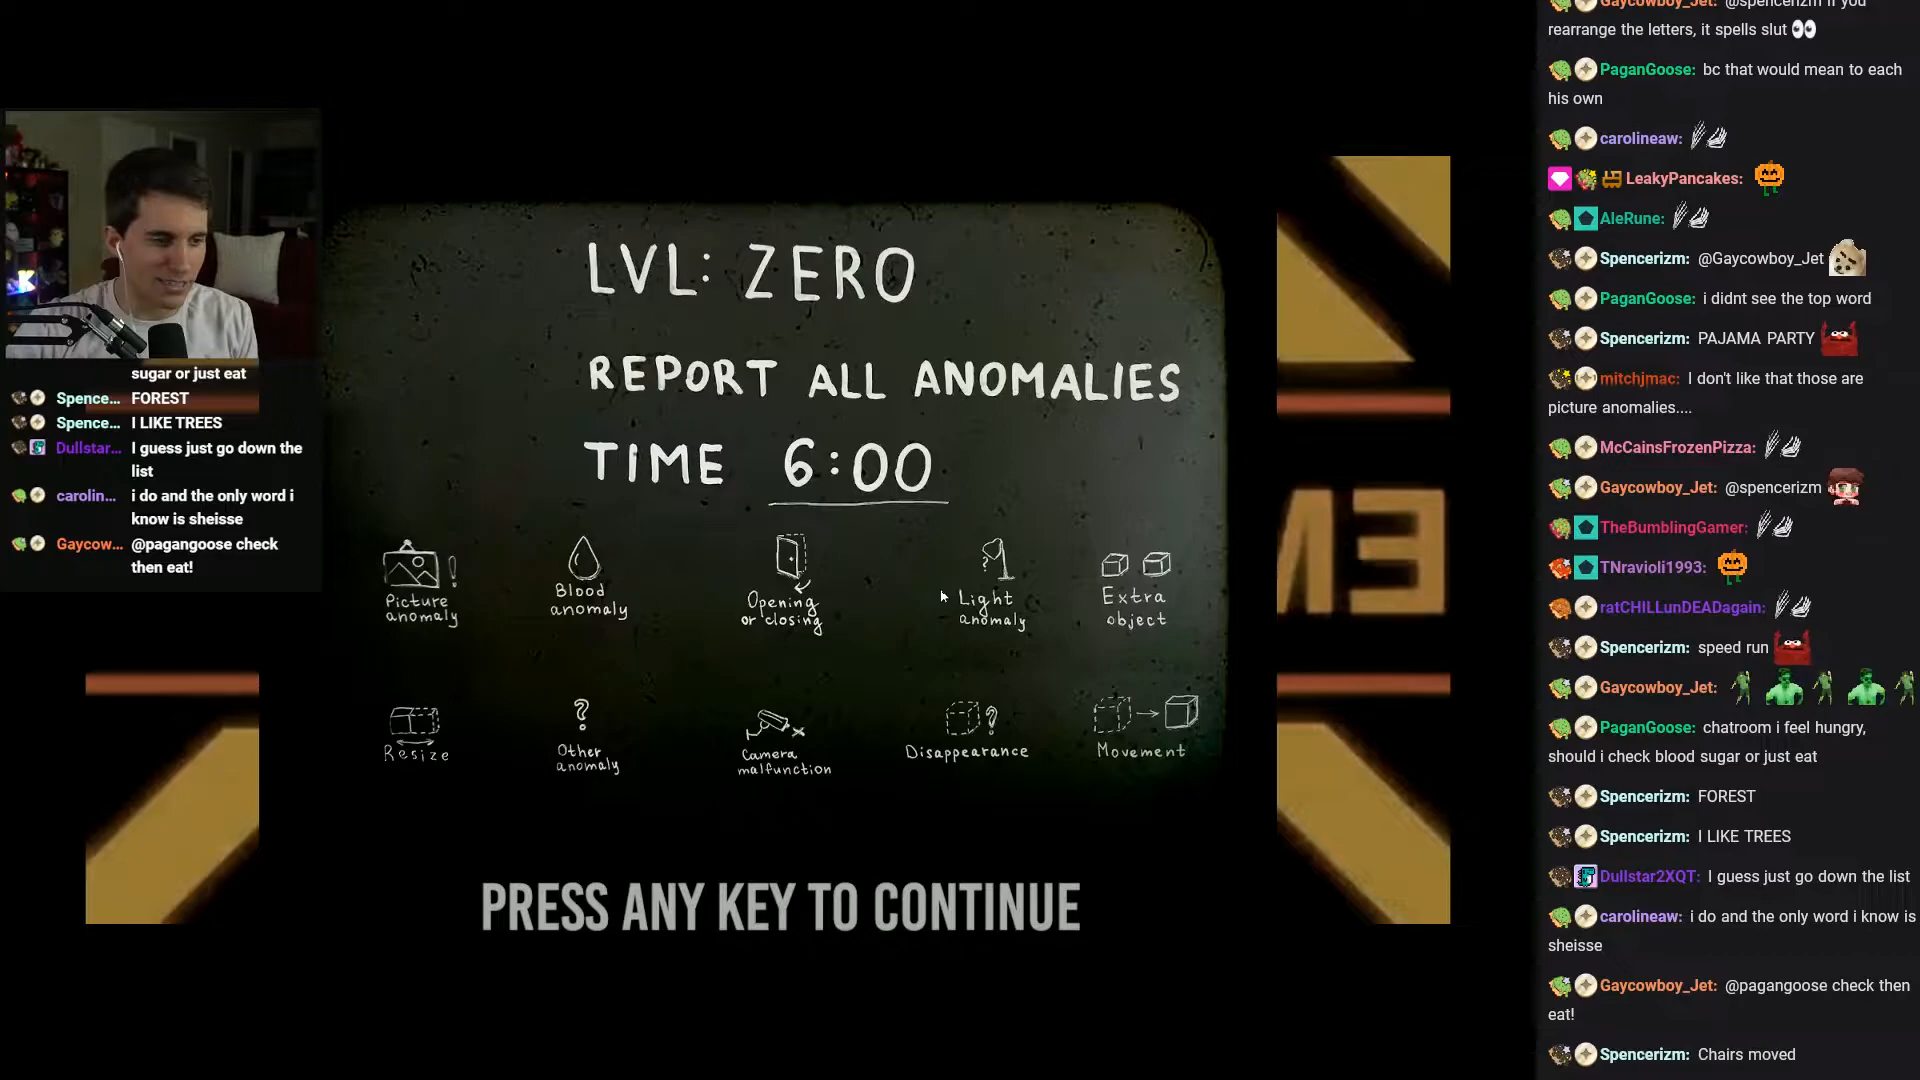 sugar or just eat
Spence... FOREST
Spence... I LIKE TREES
Dullstar... I guess just go down the
list
carolin... i do and the only word i
know is sheisse
Gaycow... @pagangoose check
then eat!
LVL: ZERO
REPORT ALL ANOMALIES
TIME 6:00
Picture
anomaly
Blood
anomaly
Opening
or closing
Light
anomaly
Extra
object
Resize
Other
anomaly
Camera
malfunction
Disappearance
Movement
PRESS ANY KEY TO CONTINUE
Gaycowboy_Jet: @spencerizm if you
rearrange the letters, it spells slut 👀
PaganGoose: bc that would mean to each
his own
carolineaw:
LeakyPancakes:
AleRune:
Spencerizm: @Gaycowboy_Jet
PaganGoose: i didnt see the top word
Spencerizm: PAJAMA PARTY
mitchjmac: I don't like that those are
picture anomalies....
McCainsFrozenPizza:
Gaycowboy_Jet: @spencerizm
TheBumblingGamer:
TNravioli1993:
ratCHILLunDEADagain:
Spencerizm: speed run
Gaycowboy_Jet:
PaganGoose: chatroom i feel hungry,
should i check blood sugar or just eat
Spencerizm: FOREST
Spencerizm: I LIKE TREES
Dullstar2XQT: I guess just go down the list
carolineaw: i do and the only word i know is
sheisse
Gaycowboy_Jet: @pagangoose check then
eat!
Spencerizm: Chairs moved